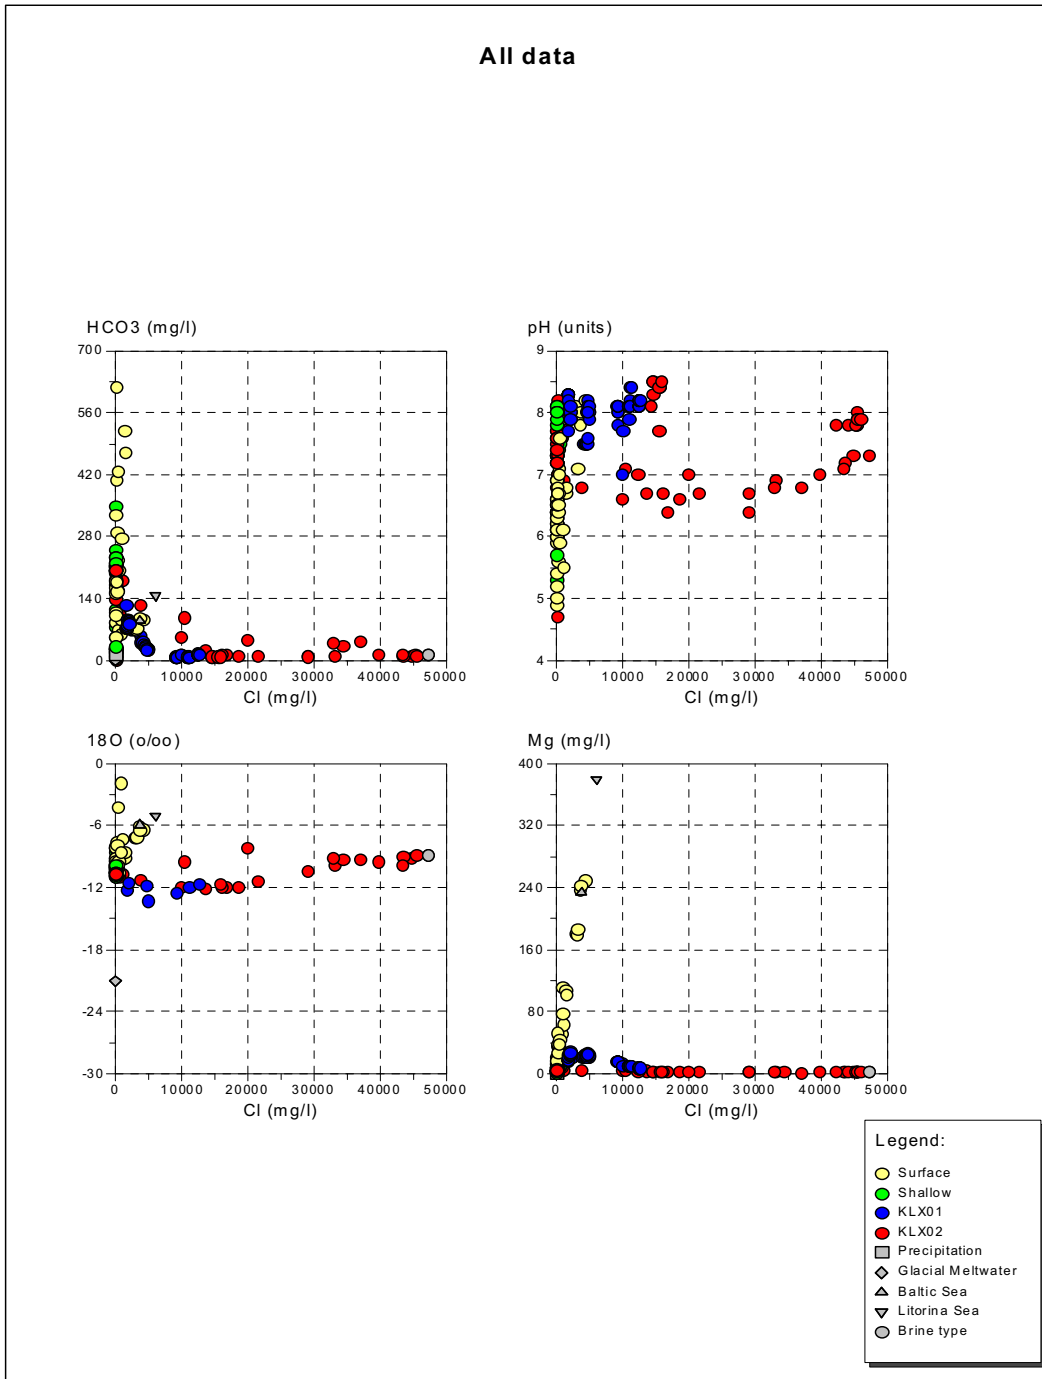 All data
HCO3 (mg/l)
700
560
420
280
140
0
0 10000 20000 30000 40000 50000
Cl (mg/l)
pH (units)
9
8
7
6
5
4
0 10000 20000 30000 40000 50000
Cl (mg/l)
18O (o/oo)
0
-6
-12
-18
-24
-30
0 10000 20000 30000 40000 50000
Cl (mg/l)
Mg (mg/l)
400
320
240
160
80
0
0 10000 20000 30000 40000 50000
Cl (mg/l)
Legend:
Surface
Shallow
KLX01
KLX02
Precipitation
Glacial Meltwater
Baltic Sea
Litorina Sea
Brine type